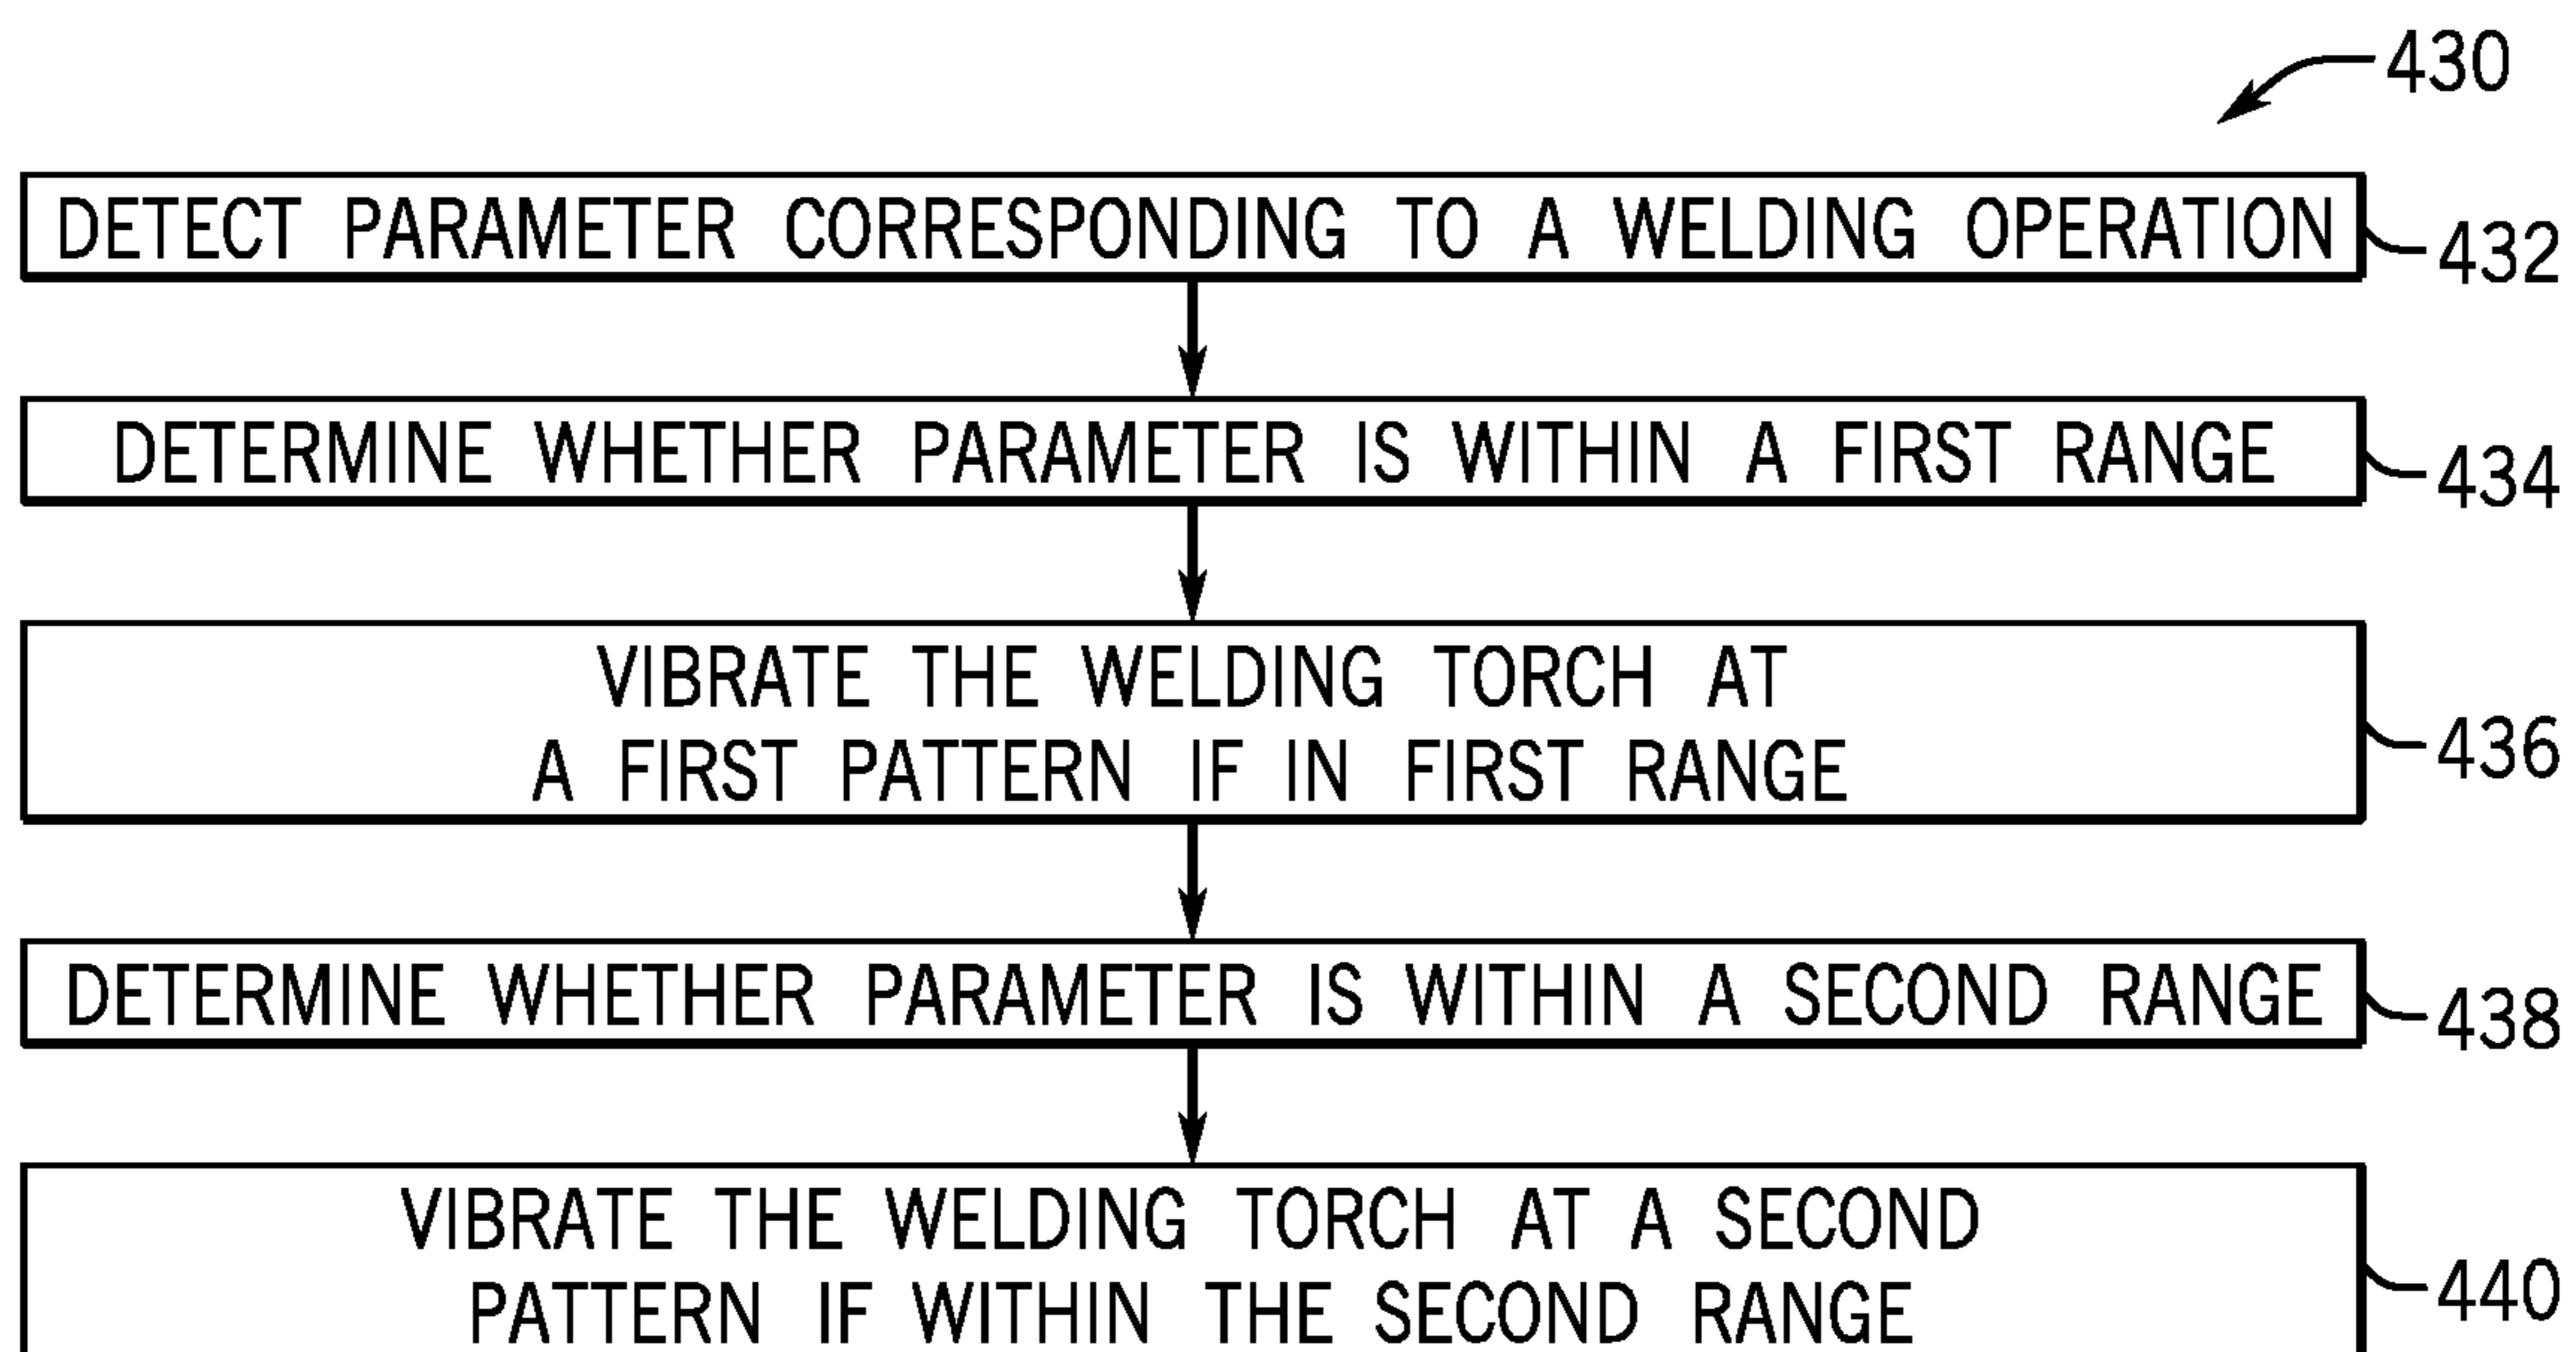 430
DETECT PARAMETER CORRESPONDING TO A WELDING OPERATION
432
DETERMINE WHETHER PARAMETER IS WITHIN A FIRST RANGE
434
VIBRATE THE WELDING TORCH AT
A FIRST PATTERN IF IN FIRST RANGE
436
DETERMINE WHETHER PARAMETER IS WITHIN A SECOND RANGE
438
VIBRATE THE WELDING TORCH AT A SECOND
PATTERN IF WITHIN THE SECOND RANGE
440